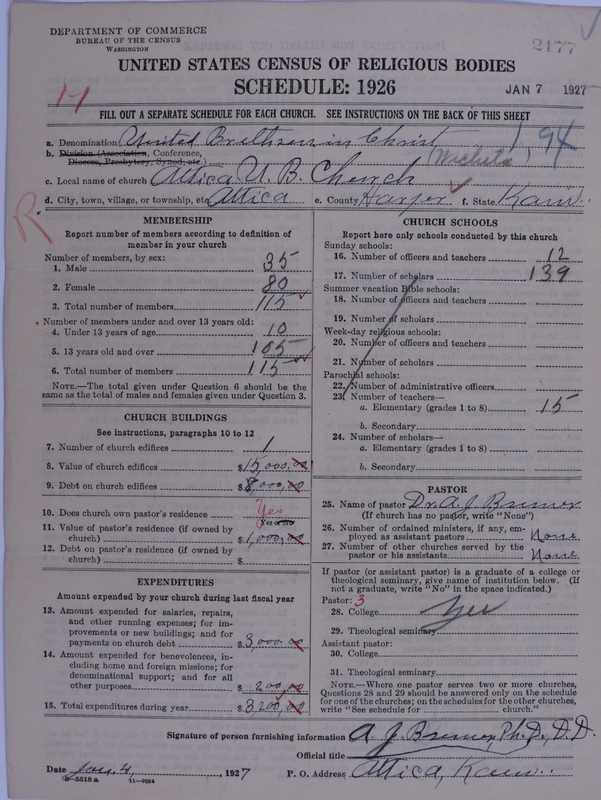 DEPARTMENT OF COMMERCE
BUREAU OF THE CENSUS
WASHINGTON
2177
UNITED STATES CENSUS OF RELIGIOUS BODIES
SCHEDULE: 1926
JAN 7 1927
FILL OUT A SEPARATE SCHEDULE FOR EACH CHURCH. SEE INSTRUCTIONS ON THE BACK OF THIS SHEET
a. Denomination United Brethren in Christ 194
b. Division (Association, Conference, Diocese, Presbytery, Synod, etc.) (Wichita)
c. Local name of church Attica U. B. Church
d. City, town, village, or township, etc. Attica e. County Harper f. State Kans.
R
MEMBERSHIP
Report number of members according to definition of
member in your church
Number of members, by sex:
1. Male 35
2. Female 80
3. Total number of members 115
Number of members under and over 13 years old:
4. Under 13 years of age 10
5. 13 years old and over 105
6. Total number of members 115
NOTE.—The total given under Question 6 should be the
same as the total of males and females given under Question 3.
CHURCH BUILDINGS
See instructions, paragraphs 10 to 12
7. Number of church edifices 1
8. Value of church edifices $15,000.00
9. Debt on church edifices $8,000,00
10. Does church own pastor's residence Yes
Yes or No
11. Value of pastor's residence (if owned by
church) $1,000,00
12. Debt on pastor's residence (if owned by
church) $
EXPENDITURES
Amount expended by your church during last fiscal year
13. Amount expended for salaries, repairs,
and other running expenses; for im-
provements or new buildings; and for
payments on church debt $3,000.00
14. Amount expended for benevolences, in-
cluding home and foreign missions; for
denominational support; and for all
other purposes $200,00
15. Total expenditures during year $3,200,00
CHURCH SCHOOLS
Report here only schools conducted by this church
Sunday schools:
16. Number of officers and teachers 12
17. Number of scholars 139
Summer vacation Bible schools:
18. Number of officers and teachers
19. Number of scholars
Week-day religious schools:
20. Number of officers and teachers
21. Number of scholars
Parochial schools:
22. Number of administrative officers
23. Number of teachers—
a. Elementary (grades 1 to 8) 15
b. Secondary
24. Number of scholars—
a. Elementary (grades 1 to 8)
b. Secondary
PASTOR
25. Name of pastor Dr. A. J.
(If church has no pastor, write "None")
26. Number of ordained ministers, if any, em-
ployed as assistant pastors None
27. Number of other churches served by the
pastor or his assistants None
If pastor (or assistant pastor) is a graduate of a college or
theological seminary, give name of institution below. (If
not a graduate, write "No" in the space indicated.)
Pastor: 3
28. College Yes
29. Theological seminary
Assistant pastor:
30. College
31. Theological seminary
NOTE.—Where one pastor serves two or more churches,
Questions 28 and 29 should be answered only on the schedule
for one of the churches; on the schedules for the other churches,
write "See schedule for church."
Signature of person furnishing information A. J. Ph.D., D.D.
Official title
Date Jan. 4, 1927 P. O. Address Attica, Kans.
5518a 11-9054